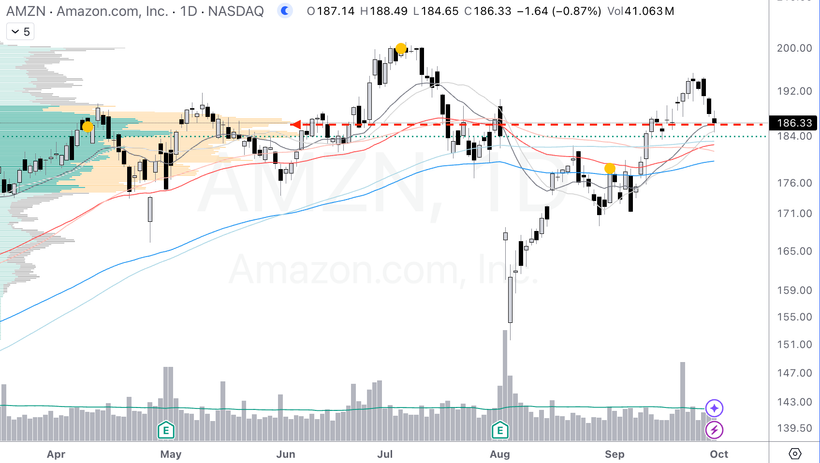 AMZN · Amazon.com, Inc. · 1D · NASDAQ O187.14 H188.49 L184.65 C186.33 −1.64 (−0.87%) Vol41.063M
5
200.00
192.00
186.33
184.00
AMZN, 1D
176.00
171.00
165.00
Amazon.com, Inc.
159.00
155.00
151.00
147.00
143.00
139.50
E E
Apr May Jun Jul Aug Sep Oct